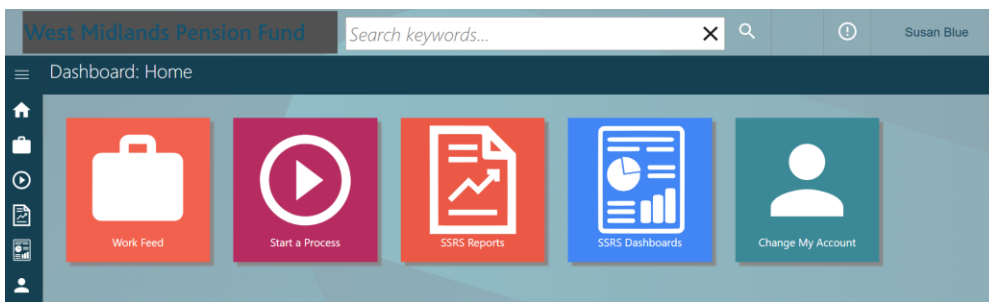 West Midlands Pension Fund
Search keywords...
Susan Blue
Dashboard: Home
Work Feed
Start a Process
SSRS Reports
SSRS Dashboards
Change My Account